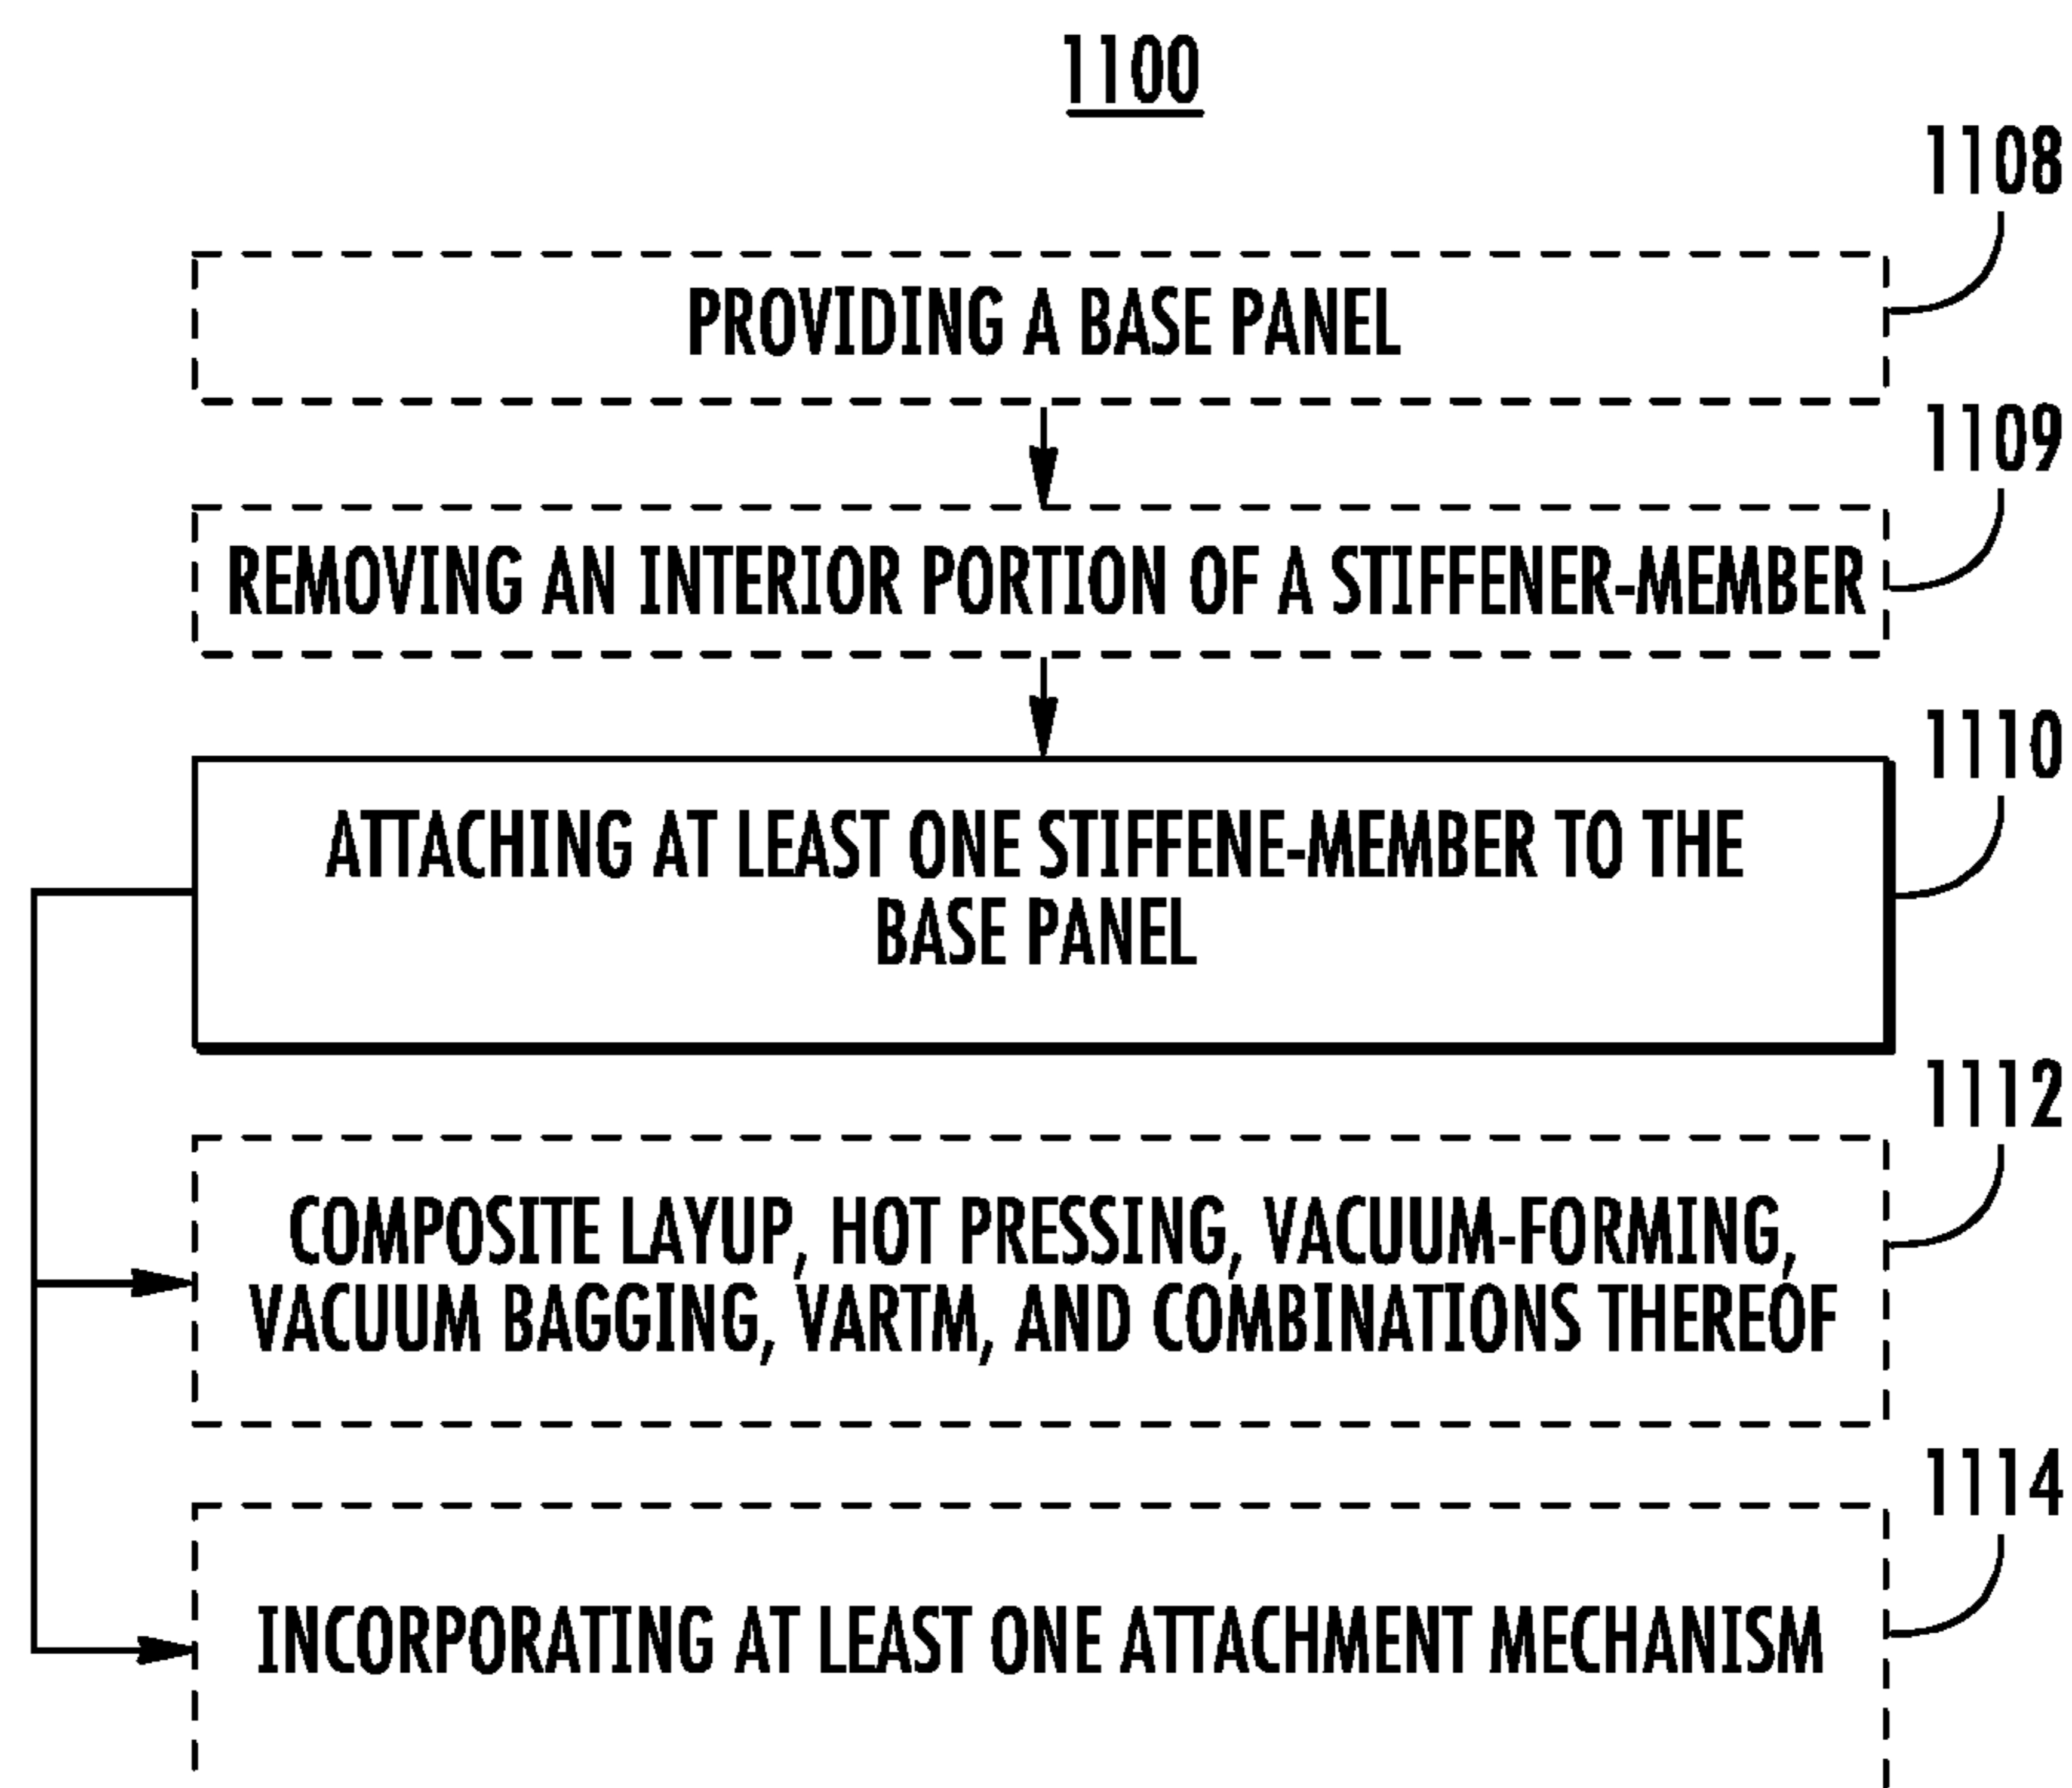 1100
1108
PROVIDING A BASE PANEL
1109
REMOVING AN INTERIOR PORTION OF A STIFFENER-MEMBER
1110
ATTACHING AT LEAST ONE STIFFENE-MEMBER TO THE
BASE PANEL
1112
COMPOSITE LAYUP, HOT PRESSING, VACUUM-FORMING,
VACUUM BAGGING, VARTM, AND COMBINATIONS THEREOF
1114
INCORPORATING AT LEAST ONE ATTACHMENT MECHANISM